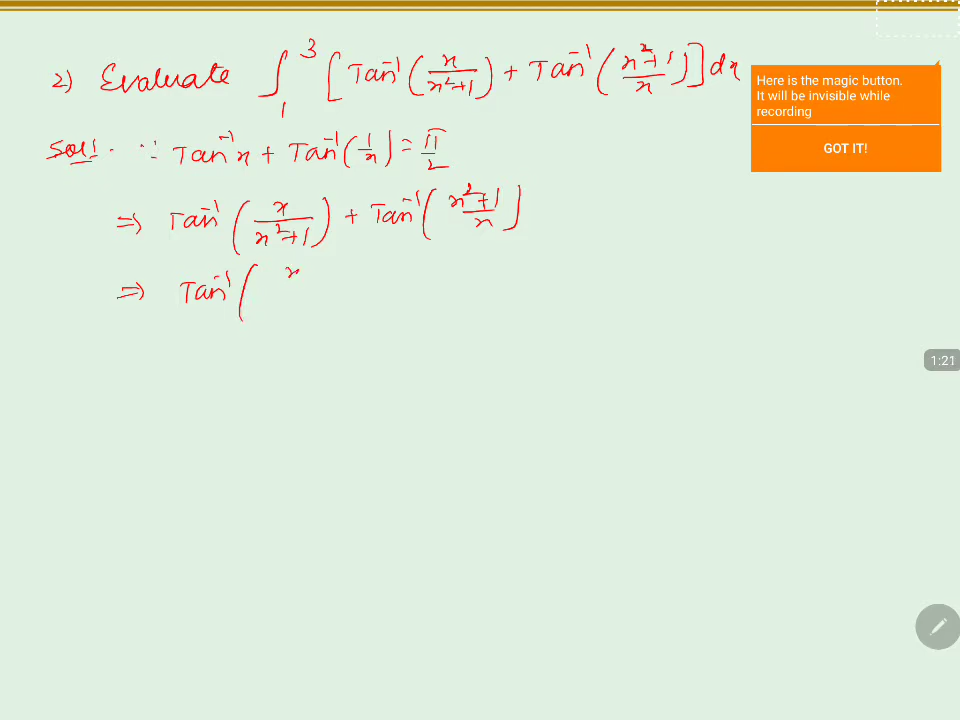 2) Evaluate ∫₁³ [Tan⁻¹(x/(x²+1)) + Tan⁻¹((x²+1)/x)] dx
Here is the magic button.
It will be invisible while
recording
GOT IT!
Sol: ∵ Tan⁻¹x + Tan⁻¹(1/x) = π/2
⇒ Tan⁻¹(x/(x²+1)) + Tan⁻¹((x²+1)/x)
⇒ Tan⁻¹( x
1:21